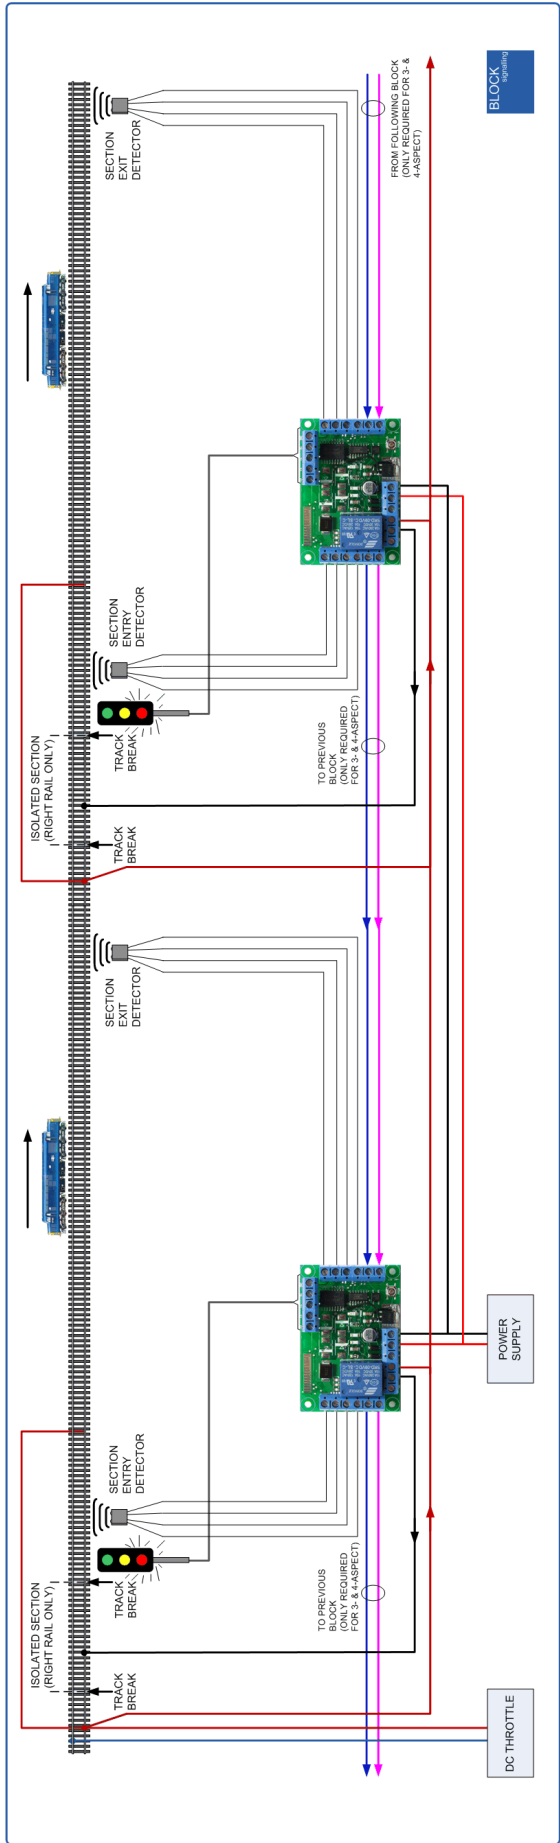 ISOLATED SECTION
(RIGHT RAIL ONLY)
TRACK
BREAK
TRACK
BREAK
SECTION
ENTRY
DETECTOR
SECTION
EXIT
DETECTOR
ISOLATED SECTION
(RIGHT RAIL ONLY)
TRACK
BREAK
TRACK
BREAK
SECTION
ENTRY
DETECTOR
SECTION
EXIT
DETECTOR
TO PREVIOUS
BLOCK
(ONLY REQUIRED
FOR 3- & 4-ASPECT)
TO PREVIOUS
BLOCK
(ONLY REQUIRED
FOR 3- & 4-ASPECT)
FROM FOLLOWING BLOCK
(ONLY REQUIRED FOR 3- &
4-ASPECT)
DC THROTTLE
POWER
SUPPLY
BLOCK
signalling